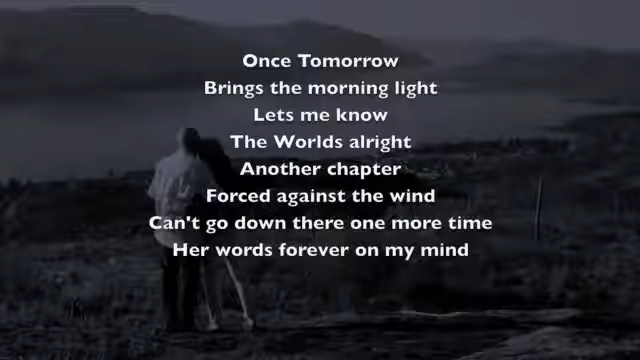 Once Tomorrow
Brings the morning light
Lets me know
The Worlds alright
Another chapter
Forced against the wind
Can't go down there one more time
Her words forever on my mind